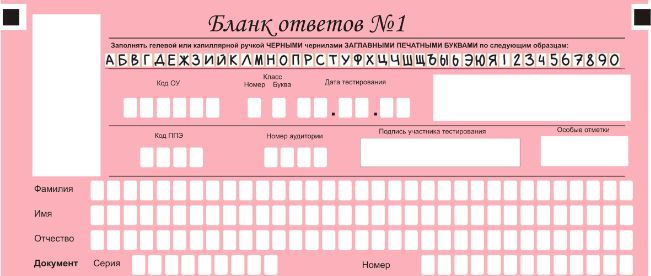 Бланк ответов №1
Заполнять гелевой или капиллярной ручкой ЧЕРНЫМИ чернилами ЗАГЛАВНЫМИ ПЕЧАТНЫМИ БУКВАМИ по следующим образцам:
АБВГДЕЖЗИЙКЛМНОПРСТУФХЦЧШЩЪЫЬЭЮЯ1234567890
Код ОУ
Класс
Номер Буква
Дата тестирования
Код ППЭ
Номер аудитории
Подпись участника тестирования
Особые отметки
Фамилия
Имя
Отчество
Документ Серия Номер